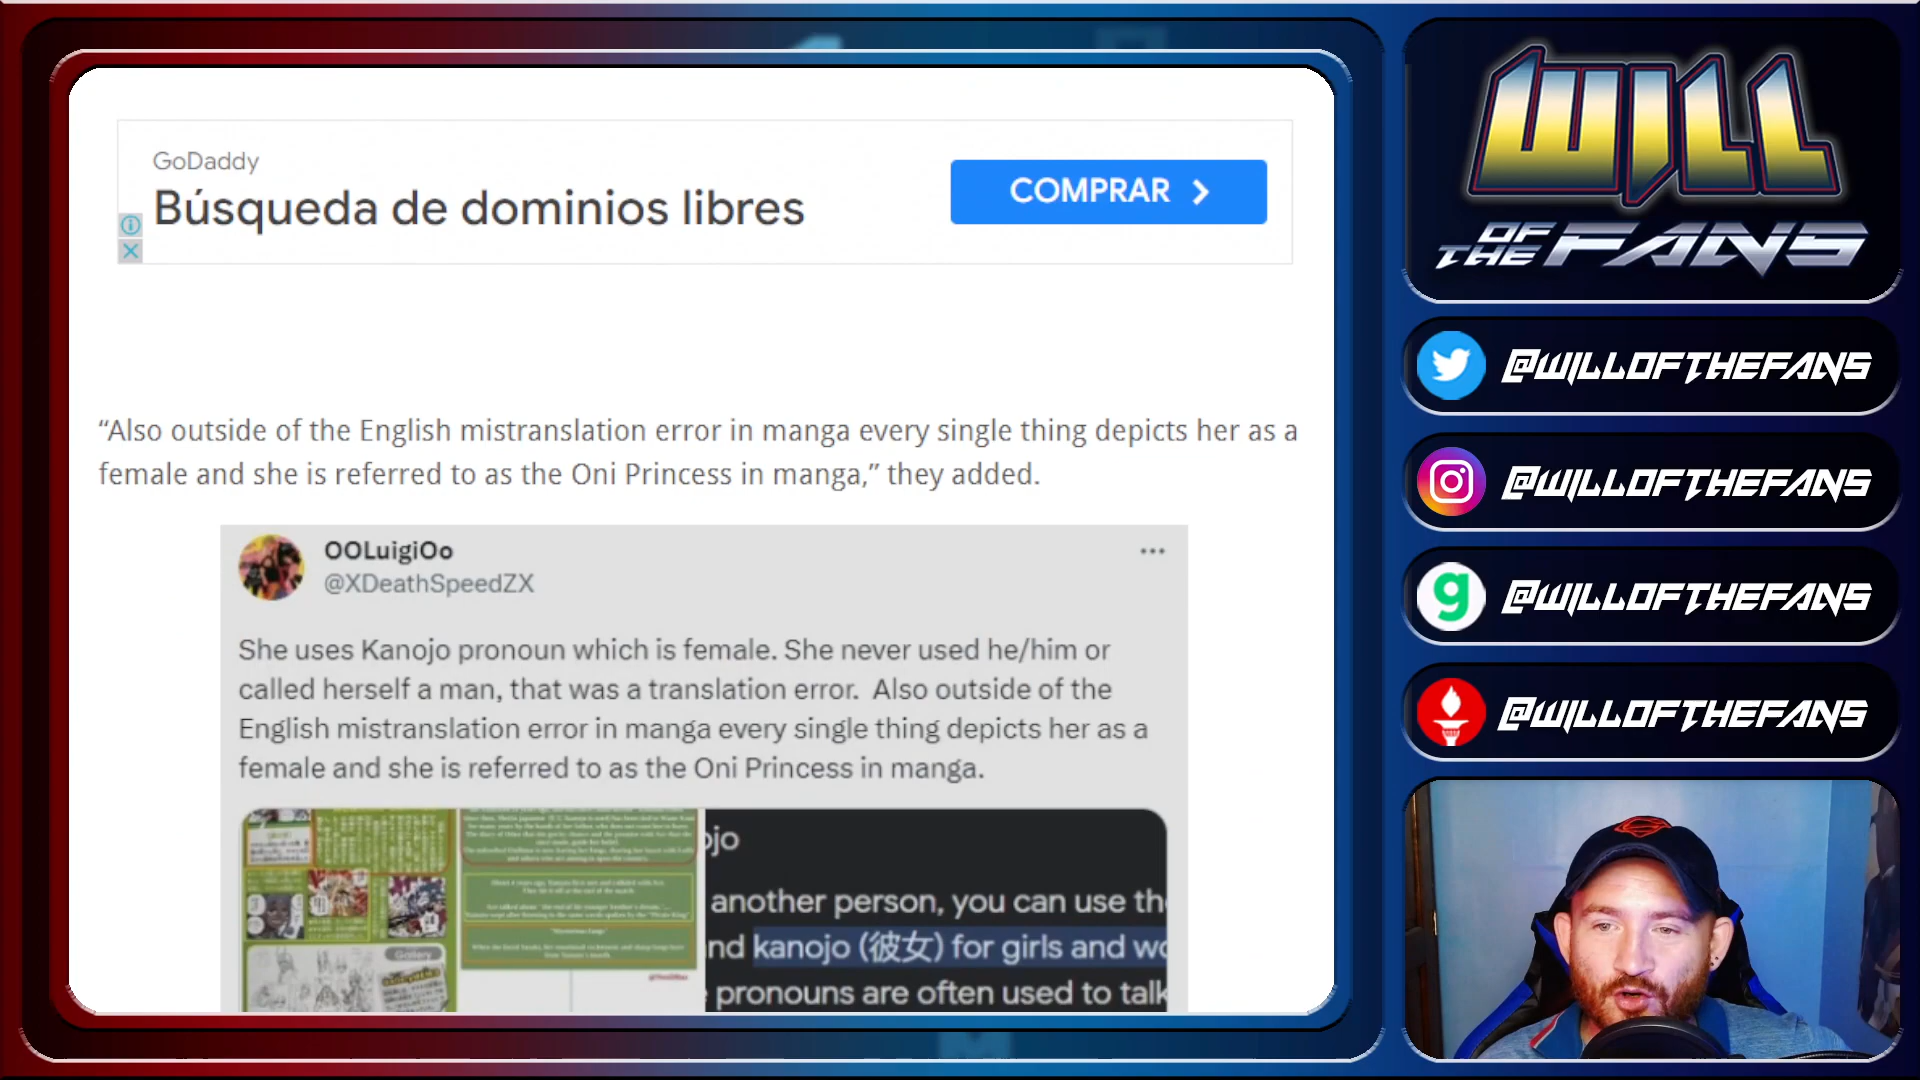 GoDaddy
Búsqueda de dominios libres
COMPRAR
“Also outside of the English mistranslation error in manga every single thing depicts her as a
female and she is referred to as the Oni Princess in manga,” they added.
OOLuigiOo
@XDeathSpeedZX
She uses Kanojo pronoun which is female. She never used he/him or
called herself a man, that was a translation error. Also outside of the
English mistranslation error in manga every single thing depicts her as a
female and she is referred to as the Oni Princess in manga.
another person, you can use
kanojo (彼女) for girls and
pronouns are often used to talk
WILL
OF THE FANS
@WILLOFTHEFANS
@WILLOFTHEFANS
@WILLOFTHEFANS
@WILLOFTHEFANS